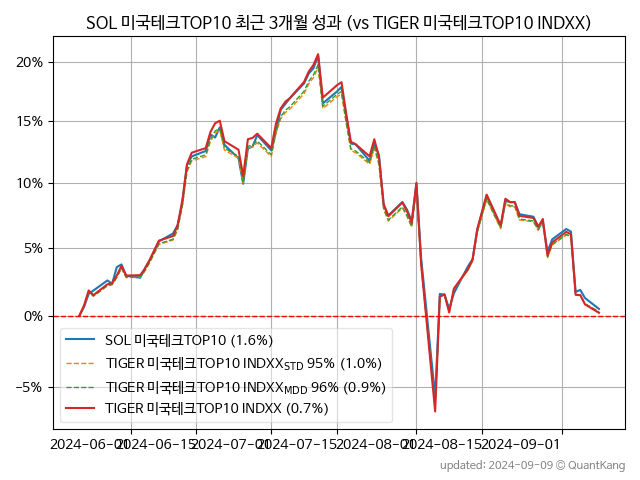 SOL 미국테크TOP10 최근 3개월 성과 (vs TIGER 미국테크TOP10 INDXX)
20%
15%
10%
5%
0%
−5%
SOL 미국테크TOP10 (1.6%)
TIGER 미국테크TOP10 INDXX_STD 95% (1.0%)
TIGER 미국테크TOP10 INDXX_MDD 96% (0.9%)
TIGER 미국테크TOP10 INDXX (0.7%)
2024-06-01 2024-06-15 2024-07-01 2024-07-15 2024-08-01 2024-08-15 2024-09-01
updated: 2024-09-09 © QuantKang